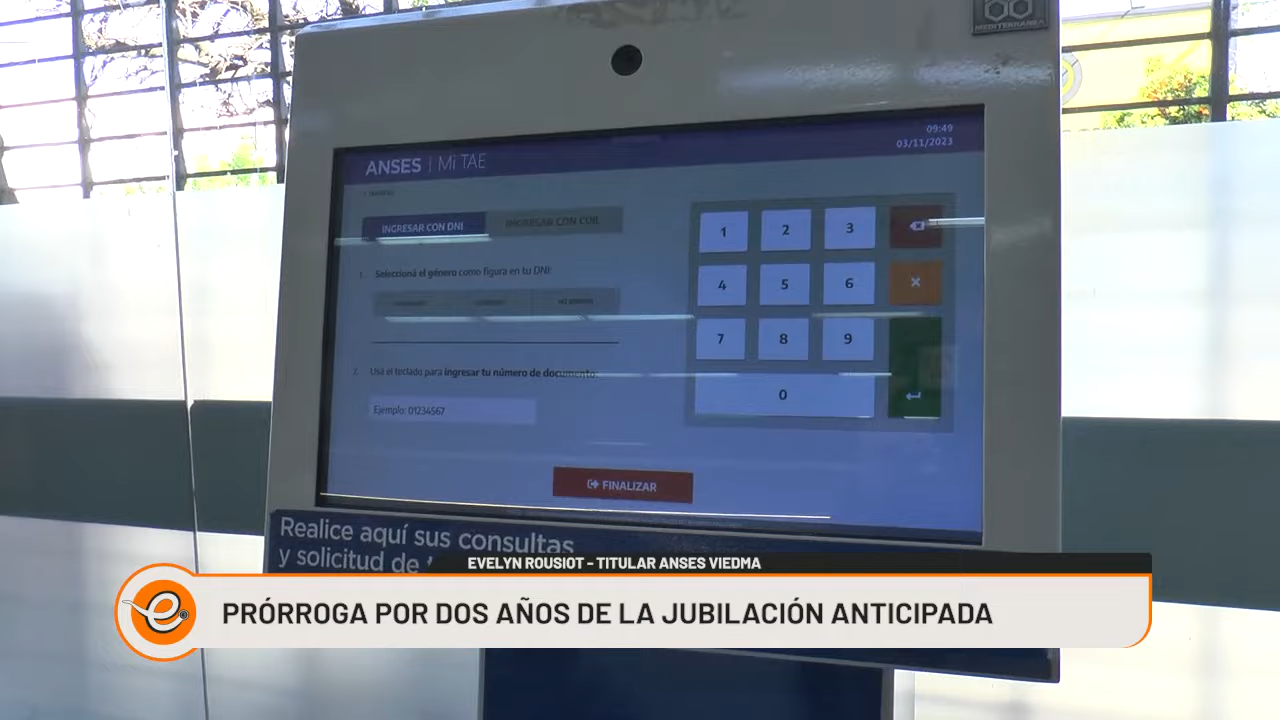 MEDITERRANEA
09:49
03/11/2023
ANSES | Mi TAE
INGRESAR CON DNI
INGRESAR CON CUIL
1. Seleccioná el género como figura en tu DNI:
2. Usá el teclado para ingresar tu número de documento:
Ejemplo: 01234567
1 2 3
4 5 6
7 8 9
0
FINALIZAR
Realice aquí sus consultas
y solicitud de
EVELYN ROUSIOT - TITULAR ANSES VIEDMA
PRÓRROGA POR DOS AÑOS DE LA JUBILACIÓN ANTICIPADA